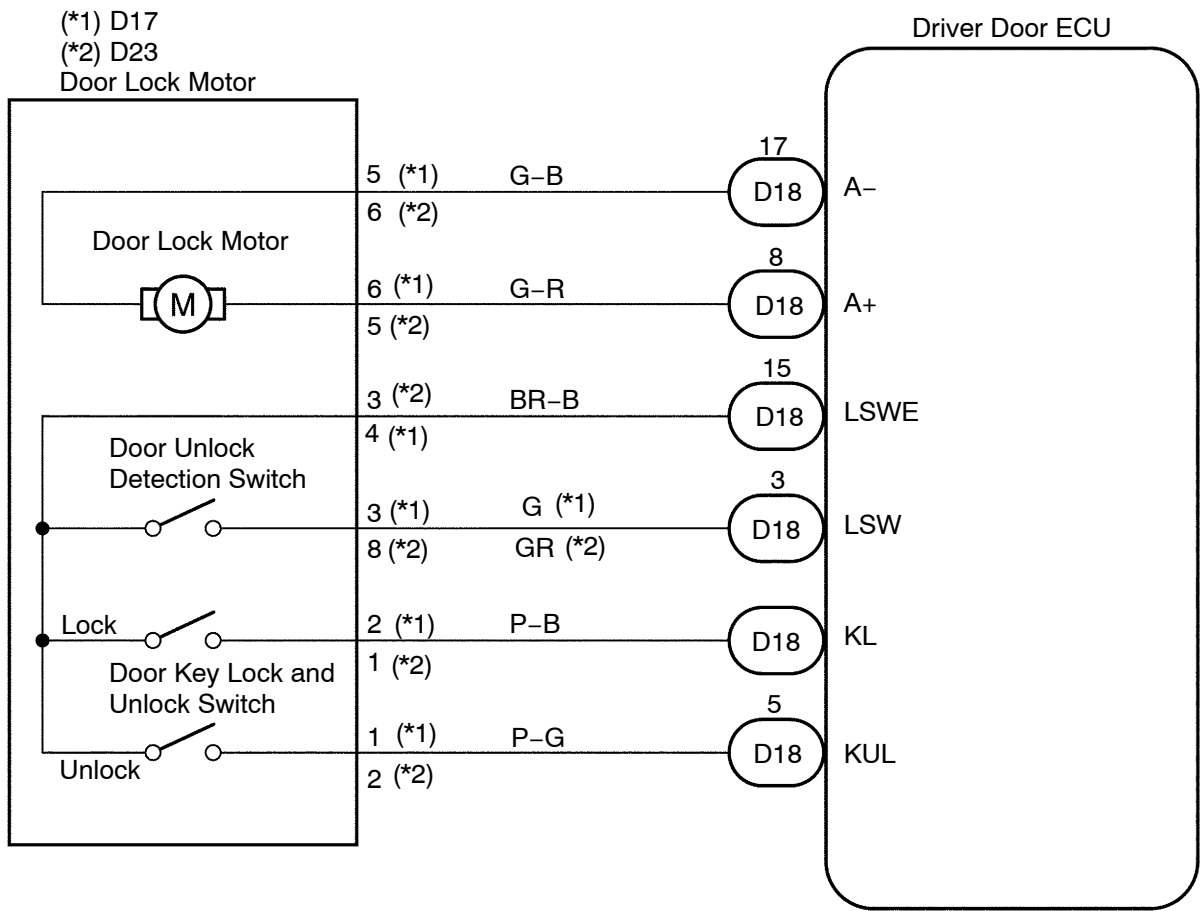 (*1) D17
(*2) D23
Door Lock Motor
Driver Door ECU
17
5 (*1) G−B
D18 A−
6 (*2)
Door Lock Motor
8
6 (*1) G−R
M
D18 A+
5 (*2)
15
3 (*2) BR−B
D18 LSWE
4 (*1)
Door Unlock
Detection Switch
3
3 (*1) G (*1)
D18 LSW
8 (*2) GR (*2)
Lock
2 (*1) P−B
D18 KL
1 (*2)
Door Key Lock and
Unlock Switch
5
1 (*1) P−G
D18 KUL
Unlock
2 (*2)